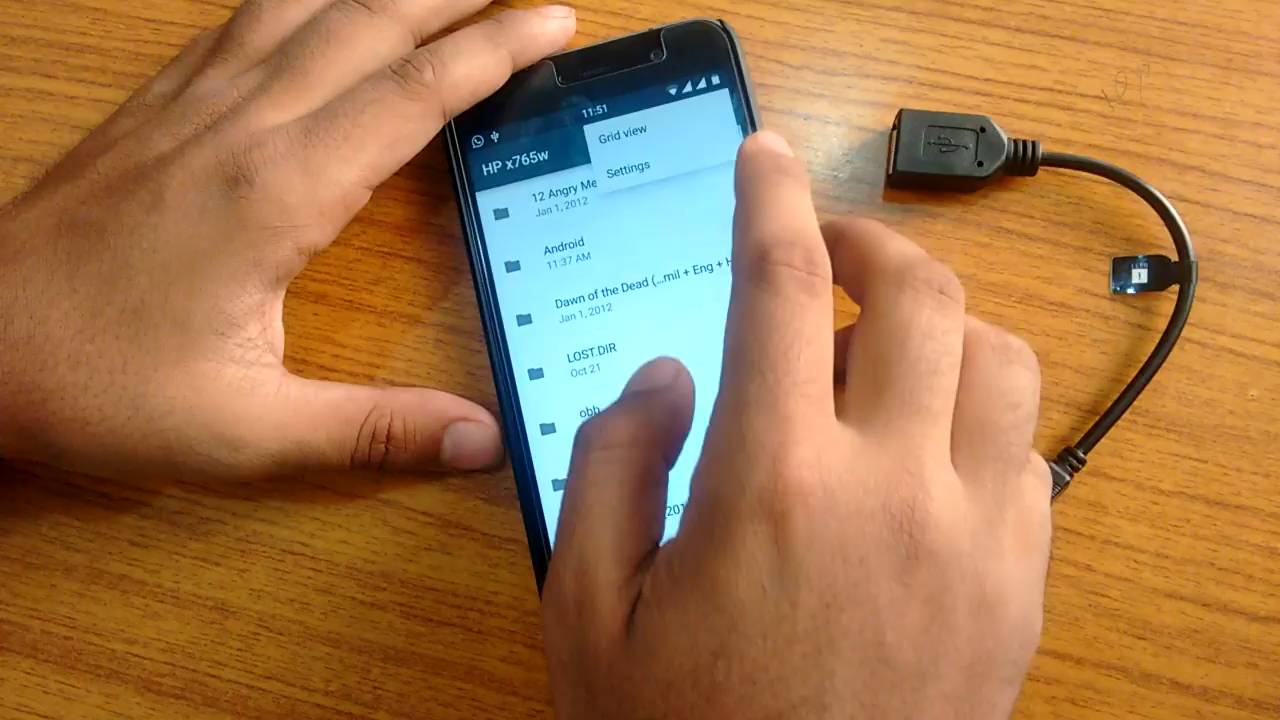 11:51
HP x765w
Grid view
Settings
12 Angry Me
Jan 1, 2012
Android
11:37 AM
Dawn of the Dead (...mil + Eng + H
Jan 1, 2012
LOST.DIR
Oct 21
obb
201